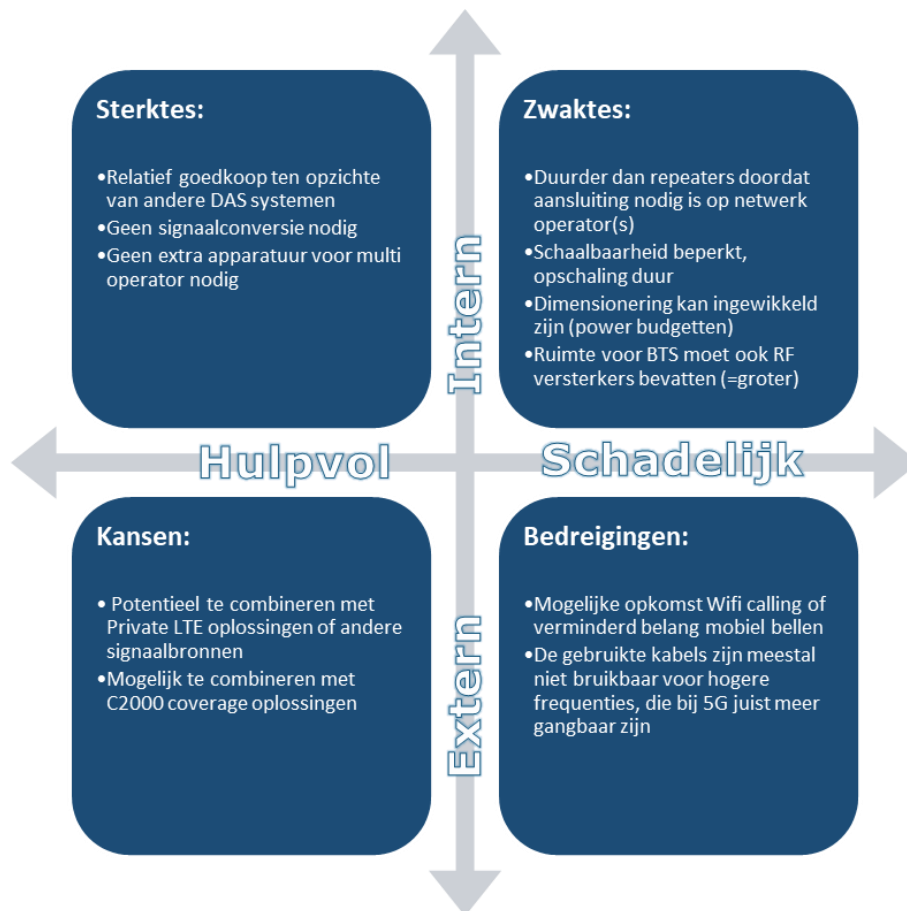 Sterktes:
•Relatief goedkoop ten opzichte
van andere DAS systemen
•Geen signaalconversie nodig
•Geen extra apparatuur voor multi
operator nodig
Zwaktes:
•Duurder dan repeaters doordat
aansluiting nodig is op netwerk
operator(s)
•Schaalbaarheid beperkt,
opschaling duur
•Dimensionering kan ingewikkeld
zijn (power budgetten)
•Ruimte voor BTS moet ook RF
versterkers bevatten (=groter)
Intern
Hulpvol
Schadelijk
Kansen:
• Potentieel te combineren met
Private LTE oplossingen of andere
signaalbronnen
•Mogelijk te combineren met
C2000 coverage oplossingen
Extern
Bedreigingen:
•Mogelijke opkomst Wifi calling of
verminderd belang mobiel bellen
•De gebruikte kabels zijn meestal
niet bruikbaar voor hogere
frequenties, die bij 5G juist meer
gangbaar zijn